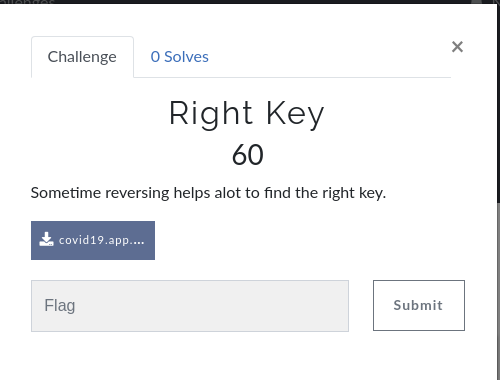 Challenge
0 Solves
×
Right Key
60
Sometime reversing helps alot to find the right key.
covid19.app....
Flag
Submit